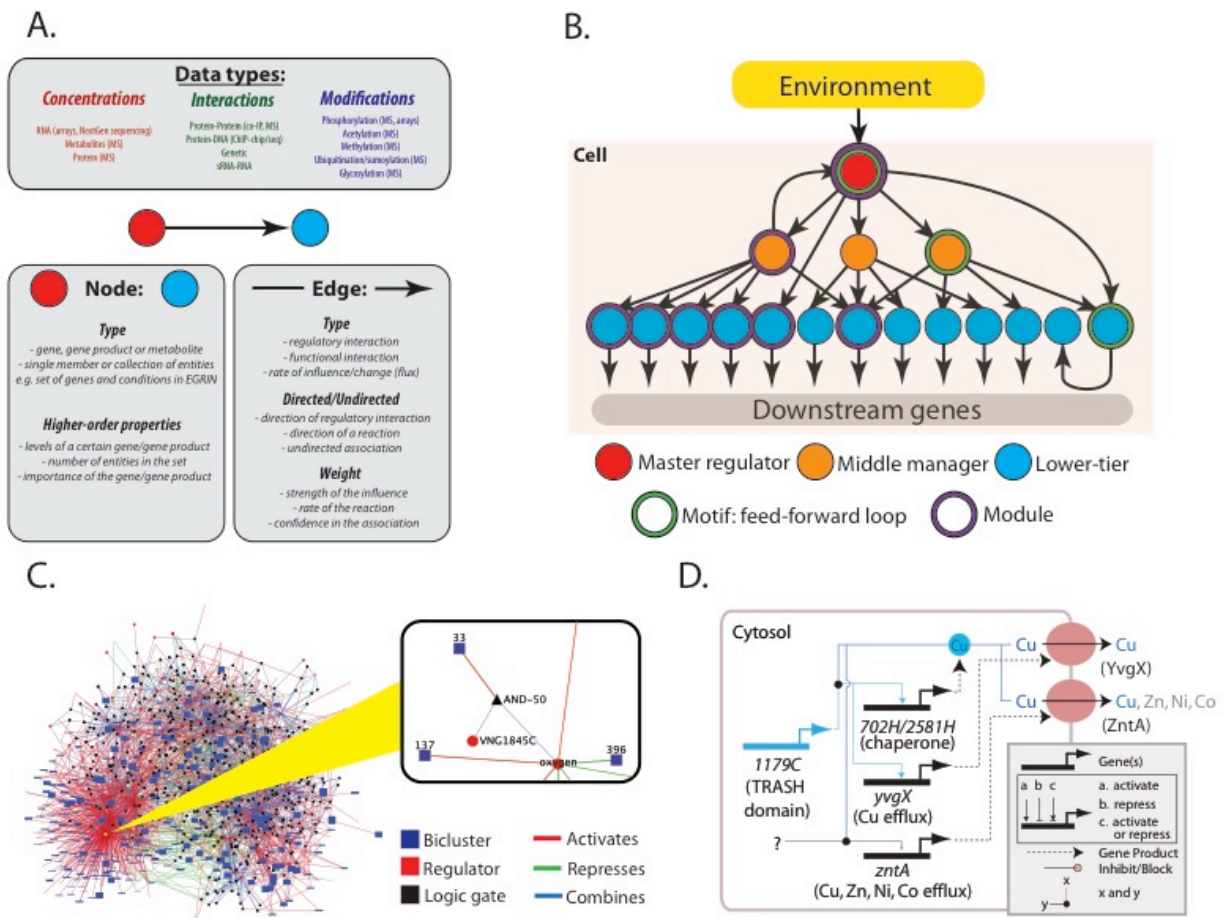 A.
Data types:
Concentrations
RNA (arrays, NextGen sequencing)
Metabolites (MS)
Protein (MS)
Interactions
Protein-Protein (co-IP, MS)
Protein-DNA (ChIP-chip/seq)
Genetic
sRNA-RNA
Modifications
Phosphorylation (MS, arrays)
Acetylation (MS)
Methylation (MS)
Ubiquitination/sumoylation (MS)
Glycosylation (MS)
Node:
Type
- gene, gene product or metabolite
- single member or collection of entities
e.g. set of genes and conditions in EGRIN
Higher-order properties
- levels of a certain gene/gene product
- number of entities in the set
- importance of the gene/gene product
Edge:
Type
- regulatory interaction
- functional interaction
- rate of influence/change (flux)
Directed/Undirected
- direction of regulatory interaction
- direction of a reaction
- undirected association
Weight
- strength of the influence
- rate of the reaction
- confidence in the association
B.
Environment
Cell
Downstream genes
Master regulator
Middle manager
Lower-tier
Motif: feed-forward loop
Module
C.
33
AND-50
VNG1845C
137
oxygen
396
Bicluster
Regulator
Logic gate
Activates
Represses
Combines
D.
Cytosol
Cu
Cu
Cu
(YvgX)
Cu
Cu, Zn, Ni, Co
(ZntA)
702H/2581H
(chaperone)
1179C
(TRASH
domain)
yvgX
(Cu efflux)
?
zntA
(Cu, Zn, Ni, Co efflux)
Gene(s)
a b c
a. activate
b. repress
c. activate
or repress
Gene Product
Inhibit/Block
x
y
x and y